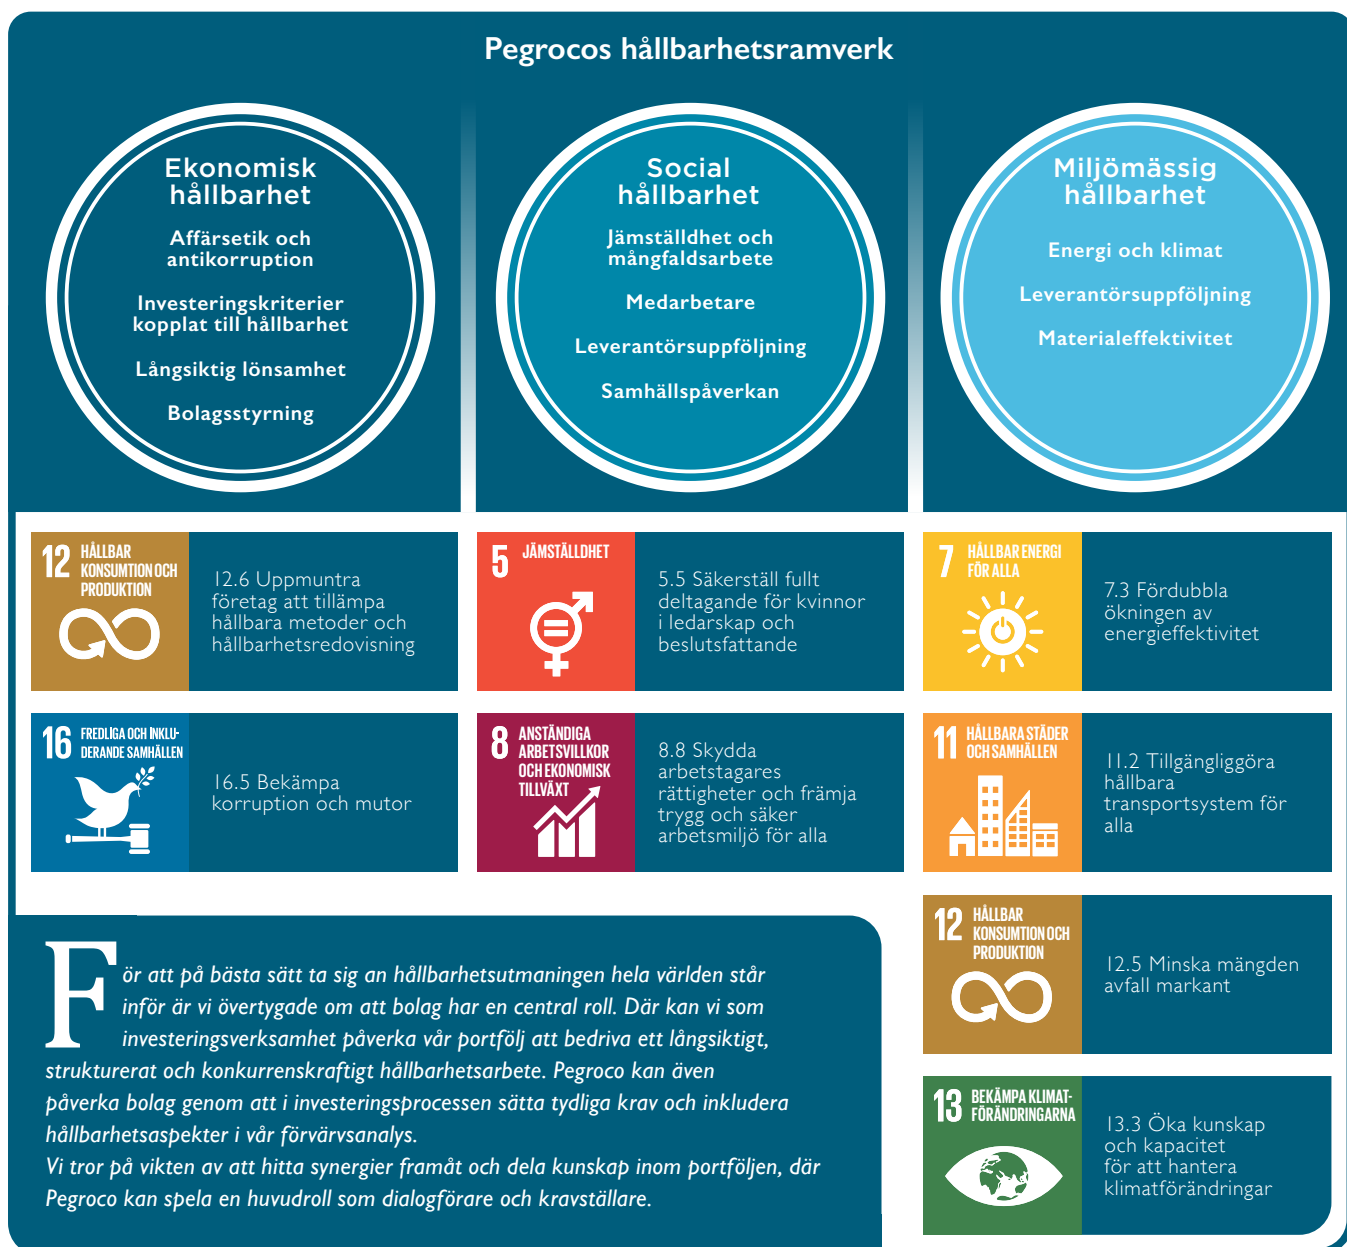 Pegrocos hållbarhetsramverk
Ekonomisk
hållbarhet
Affärsetik och
antikorruption
Investeringskriterier
kopplat till hållbarhet
Långsiktig lönsamhet
Bolagsstyrning
Social
hållbarhet
Jämställdhet och
mångfaldsarbete
Medarbetare
Leverantörsuppföljning
Samhällspåverkan
Miljömässig
hållbarhet
Energi och klimat
Leverantörsuppföljning
Materialeffektivitet
12 HÅLLBAR
KONSUMTION OCH
PRODUKTION
12.6 Uppmuntra
företag att tillämpa
hållbara metoder och
hållbarhetsredovisning
16 FREDLIGA OCH INKLU-
DERANDE SAMHÄLLEN
16.5 Bekämpa
korruption och mutor
5 JÄMSTÄLLDHET
5.5 Säkerställ fullt
deltagande för kvinnor
i ledarskap och
beslutsfattande
8 ANSTÄNDIGA
ARBETSVILLKOR
OCH EKONOMISK
TILLVÄXT
8.8 Skydda
arbetstagares
rättigheter och främja
trygg och säker
arbetsmiljö för alla
7 HÅLLBAR ENERGI
FÖR ALLA
7.3 Fördubbla
ökningen av
energieffektivitet
11 HÅLLBARA STÄDER
OCH SAMHÄLLEN
11.2 Tillgängliggöra
hållbara
transportsystem för
alla
12 HÅLLBAR
KONSUMTION OCH
PRODUKTION
12.5 Minska mängden
avfall markant
13 BEKÄMPA KLIMAT-
FÖRÄNDRINGARNA
13.3 Öka kunskap
och kapacitet
för att hantera
klimatförändringar
För att på bästa sätt ta sig an hållbarhetsutmaningen hela världen står
inför är vi övertygade om att bolag har en central roll. Där kan vi som
investeringsverksamhet påverka vår portfölj att bedriva ett långsiktigt,
strukturerat och konkurrenskraftigt hållbarhetsarbete. Pegroco kan även
påverka bolag genom att i investeringsprocessen sätta tydliga krav och inkludera
hållbarhetsaspekter i vår förvärvsanalys.
Vi tror på vikten av att hitta synergier framåt och dela kunskap inom portföljen, där
Pegroco kan spela en huvudroll som dialogförare och kravställare.